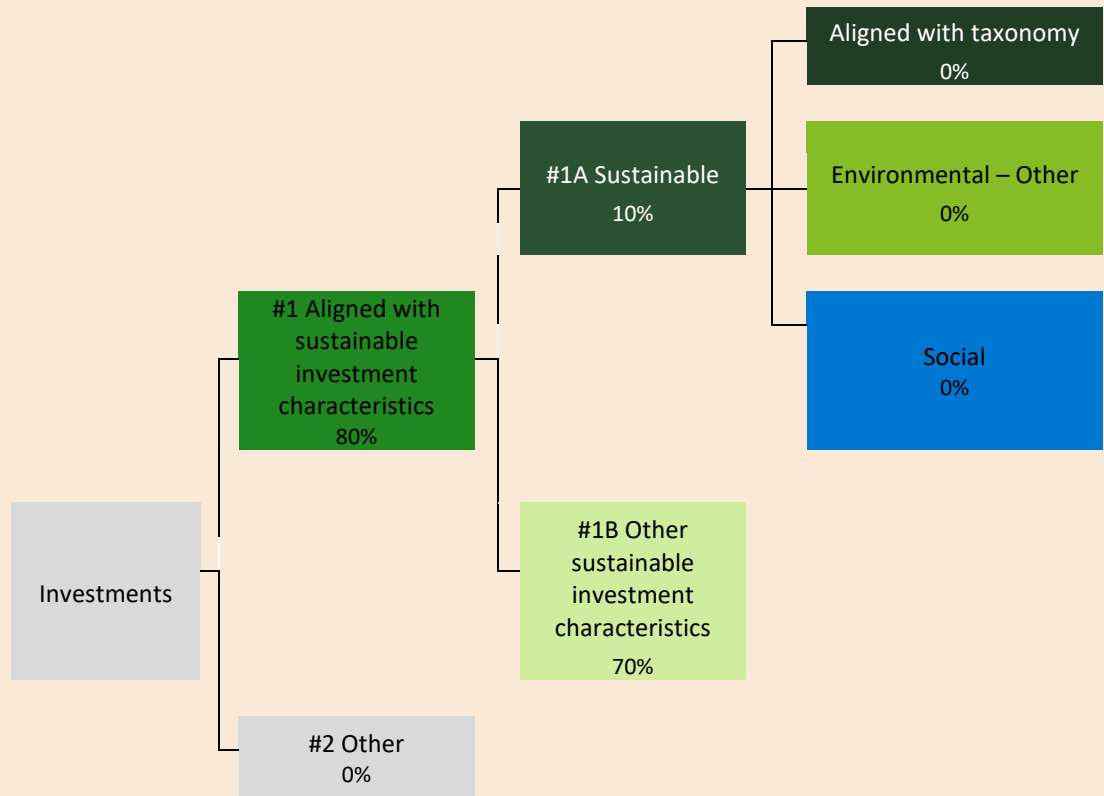 Aligned with taxonomy
0%
#1A Sustainable
10%
Environmental – Other
0%
#1 Aligned with
sustainable
investment
characteristics
80%
Social
0%
Investments
#1B Other
sustainable
investment
characteristics
70%
#2 Other
0%